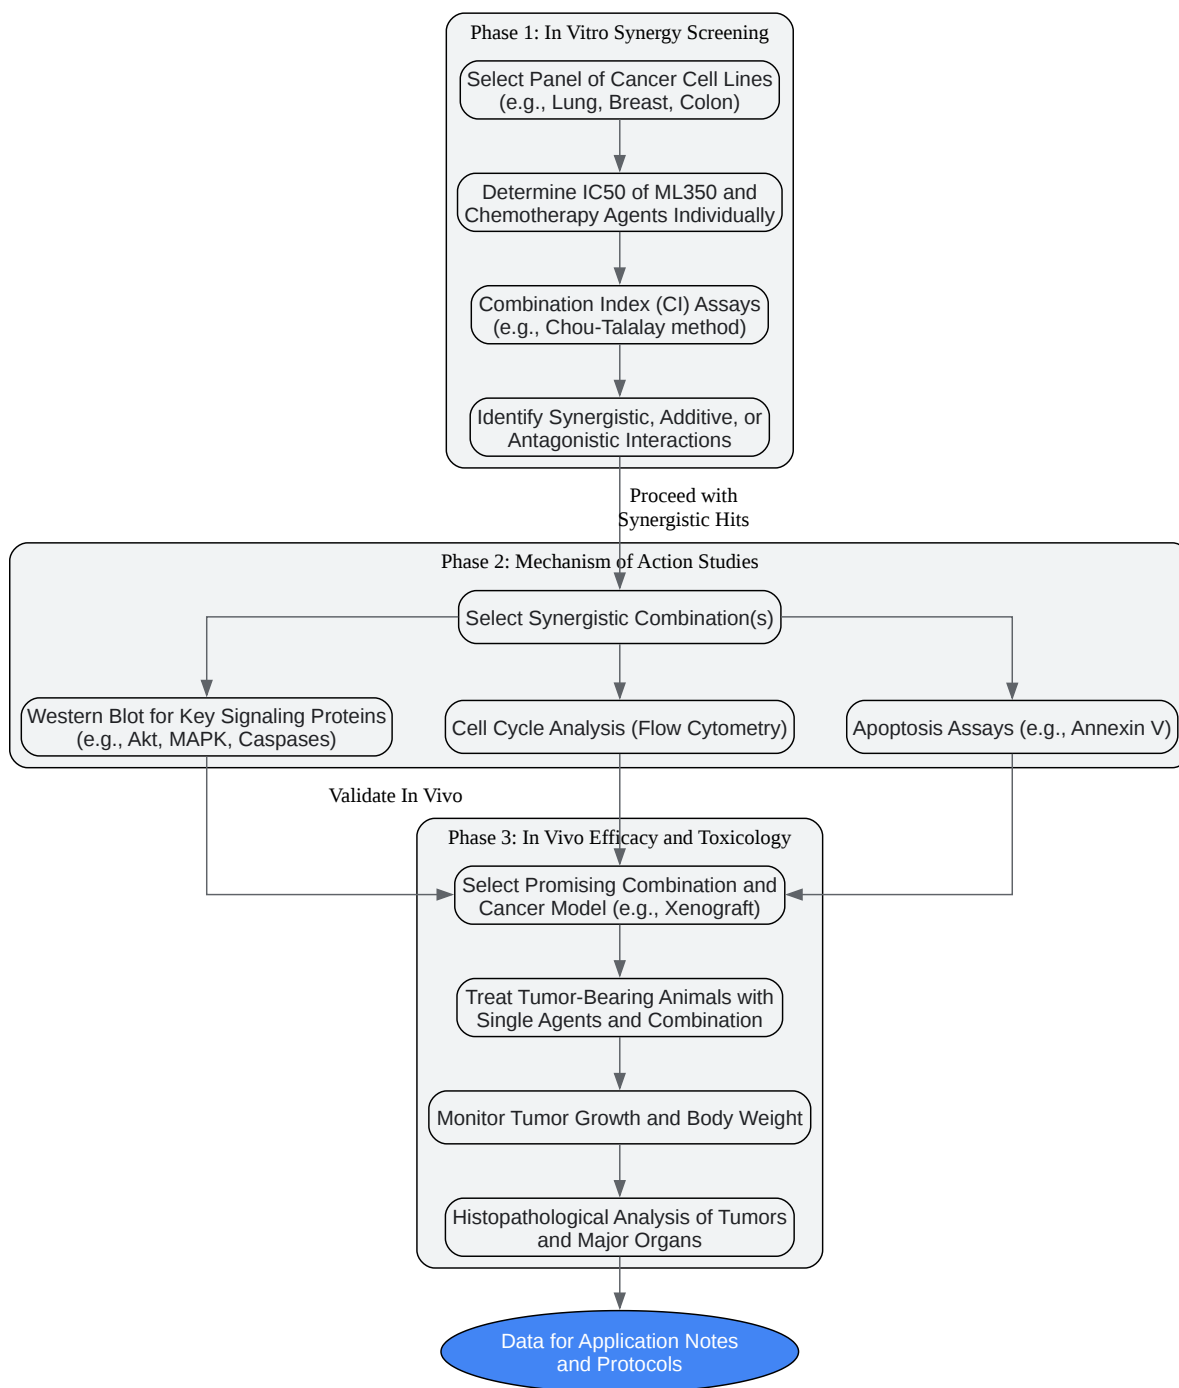 Phase 1: In Vitro Synergy Screening
Select Panel of Cancer Cell Lines
(e.g., Lung, Breast, Colon)
Determine IC50 of ML350 and
Chemotherapy Agents Individually
Combination Index (CI) Assays
(e.g., Chou-Talalay method)
Identify Synergistic, Additive, or
Antagonistic Interactions
Proceed with
Synergistic Hits
Phase 2: Mechanism of Action Studies
Select Synergistic Combination(s)
Western Blot for Key Signaling Proteins
(e.g., Akt, MAPK, Caspases)
Cell Cycle Analysis (Flow Cytometry)
Apoptosis Assays (e.g., Annexin V)
Validate In Vivo
Phase 3: In Vivo Efficacy and Toxicology
Select Promising Combination and
Cancer Model (e.g., Xenograft)
Treat Tumor-Bearing Animals with
Single Agents and Combination
Monitor Tumor Growth and Body Weight
Histopathological Analysis of Tumors
and Major Organs
Data for Application Notes
and Protocols